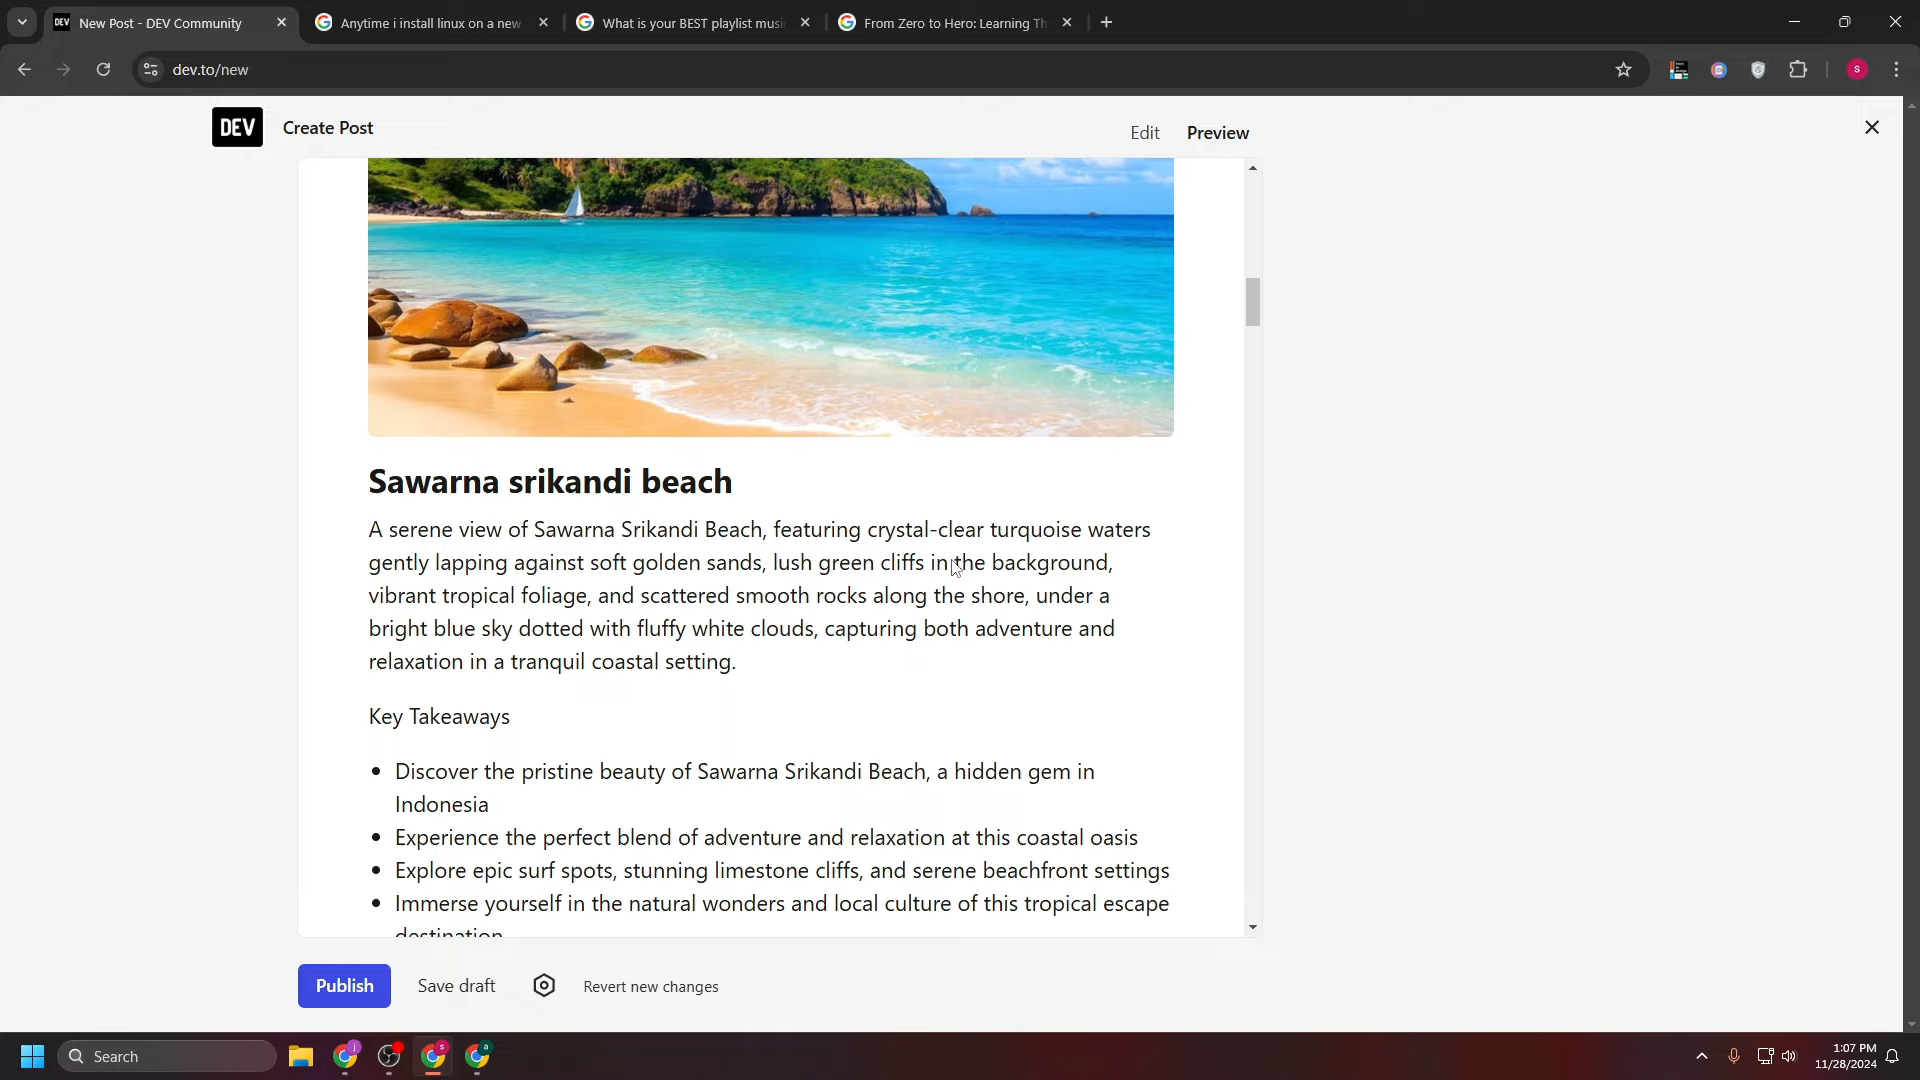 DEV New Post - DEV Community
Anytime i install linux on a new
What is your BEST playlist musi
From Zero to Hero: Learning Th
dev.to/new
S
DEV Create Post
Edit Preview
Sawarna srikandi beach
A serene view of Sawarna Srikandi Beach, featuring crystal-clear turquoise waters
gently lapping against soft golden sands, lush green cliffs in the background,
vibrant tropical foliage, and scattered smooth rocks along the shore, under a
bright blue sky dotted with fluffy white clouds, capturing both adventure and
relaxation in a tranquil coastal setting.
Key Takeaways
• Discover the pristine beauty of Sawarna Srikandi Beach, a hidden gem in
Indonesia
• Experience the perfect blend of adventure and relaxation at this coastal oasis
• Explore epic surf spots, stunning limestone cliffs, and serene beachfront settings
• Immerse yourself in the natural wonders and local culture of this tropical escape
destination
Publish Save draft Revert new changes
Search
j
s
a
1:07 PM
11/28/2024